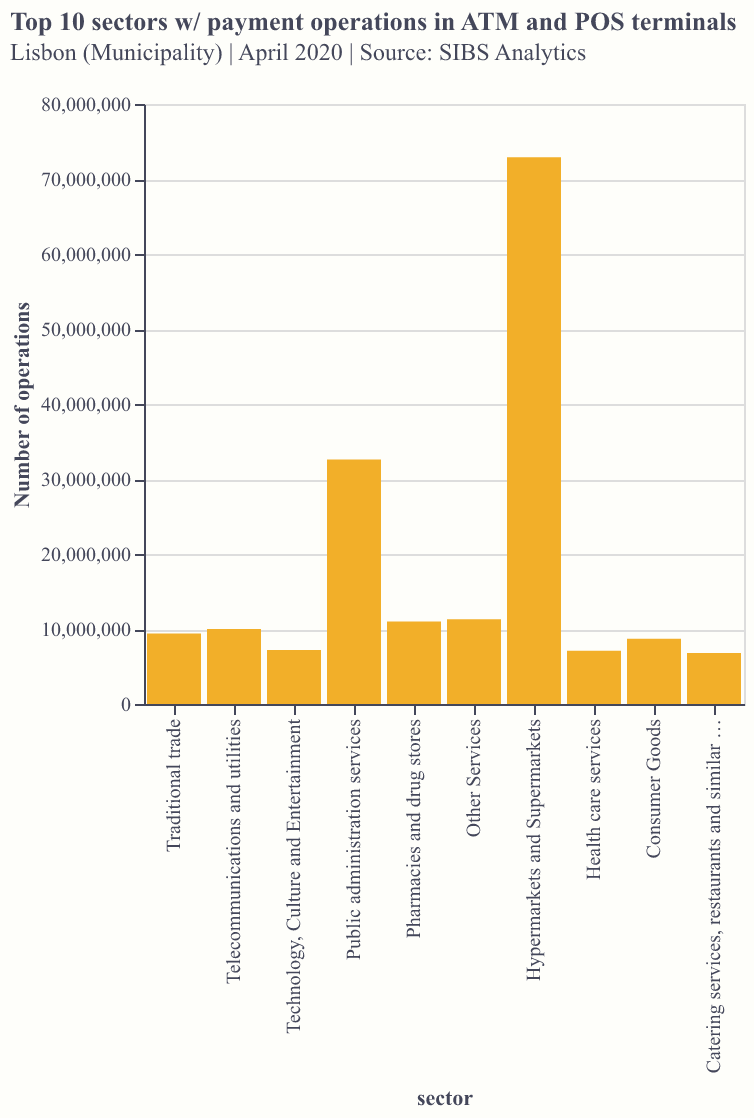 Top 10 sectors w/ payment operations in ATM and POS terminals
Lisbon (Municipality) | April 2020 | Source: SIBS Analytics
80,000,000
70,000,000
60,000,000
50,000,000
40,000,000
30,000,000
20,000,000
10,000,000
0
Number of operations
Traditional trade
Telecommunications and utilities
Technology, Culture and Entertainment
Public administration services
Pharmacies and drug stores
Other Services
Hypermarkets and Supermarkets
Health care services
Consumer Goods
Catering services, restaurants and similar …
sector